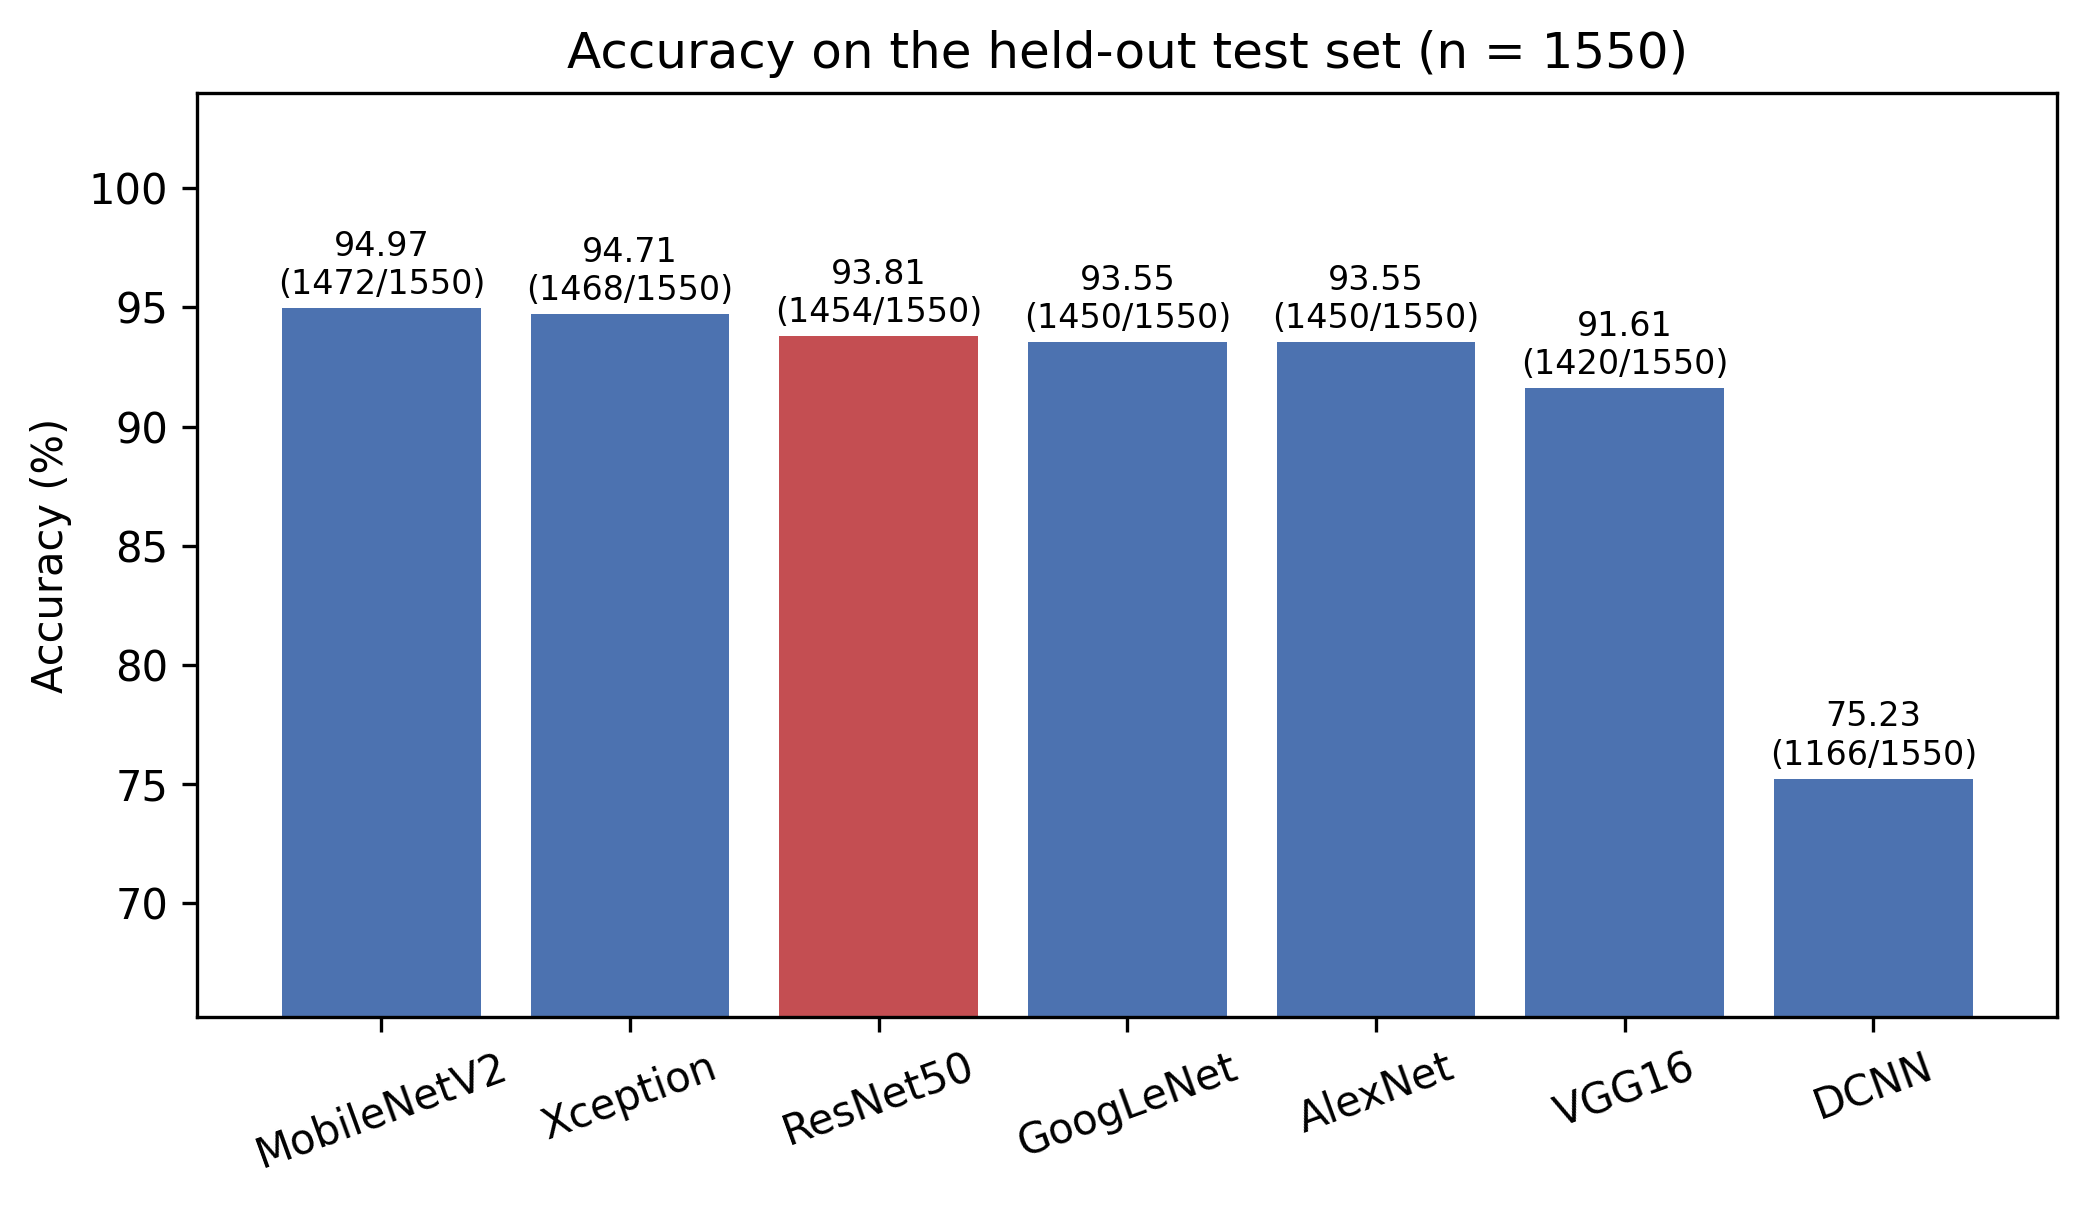 Accuracy on the held-out test set (n = 1550)
Accuracy (%)
100
95
90
85
80
75
70
94.97
(1472/1550)
94.71
(1468/1550)
93.81
(1454/1550)
93.55
(1450/1550)
93.55
(1450/1550)
91.61
(1420/1550)
75.23
(1166/1550)
MobileNetV2
Xception
ResNet50
GoogLeNet
AlexNet
VGG16
DCNN